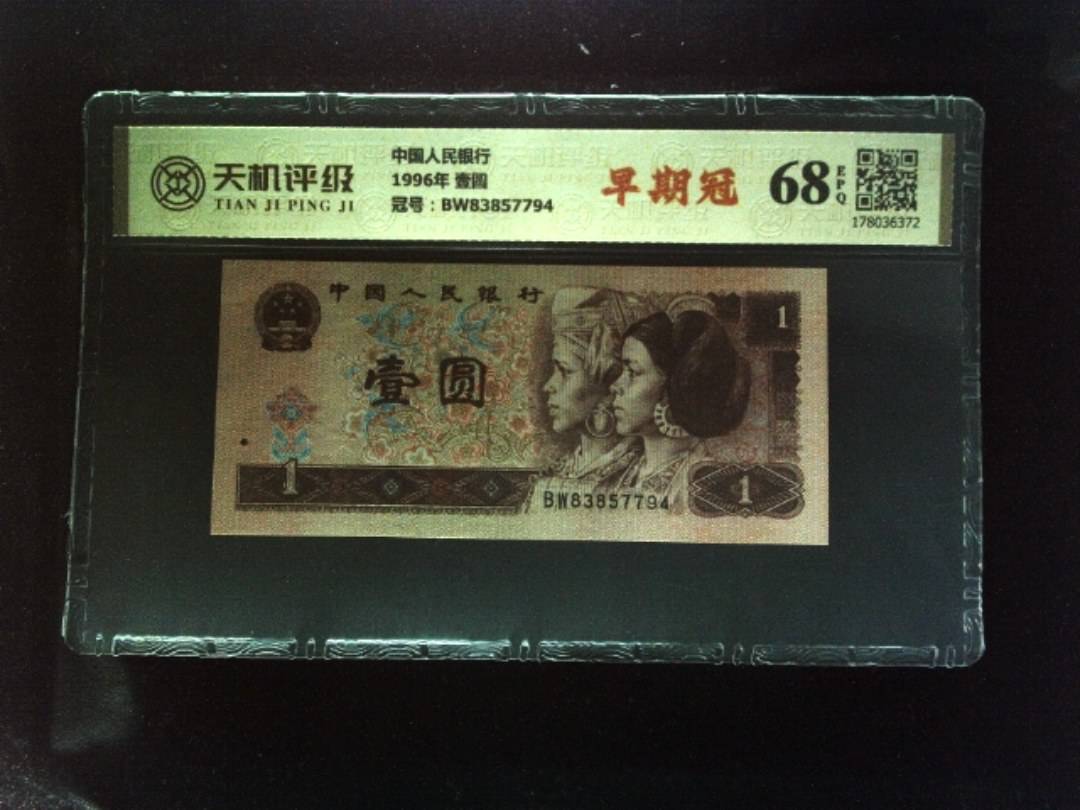 天机评级
TIAN JI PING JI
中国人民银行
1996年 壹圆
冠号：BW83857794
早期冠
68
EPQ
178036372
中国人民银行
壹圆
1
1
1
BW83857794